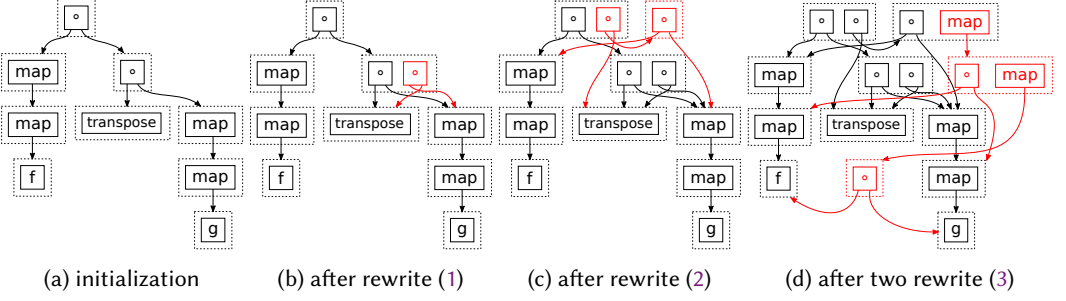 ∘ ∘ ∘ ∘ ∘ ∘ ∘ map
map ∘ map ∘ ∘ map ∘ ∘ map ∘ ∘ ∘ map
map transpose map map transpose map map transpose map map transpose map
f map f map f map f ∘ map
g g g g
(a) initialization (b) after rewrite (1) (c) after rewrite (2) (d) after two rewrite (3)